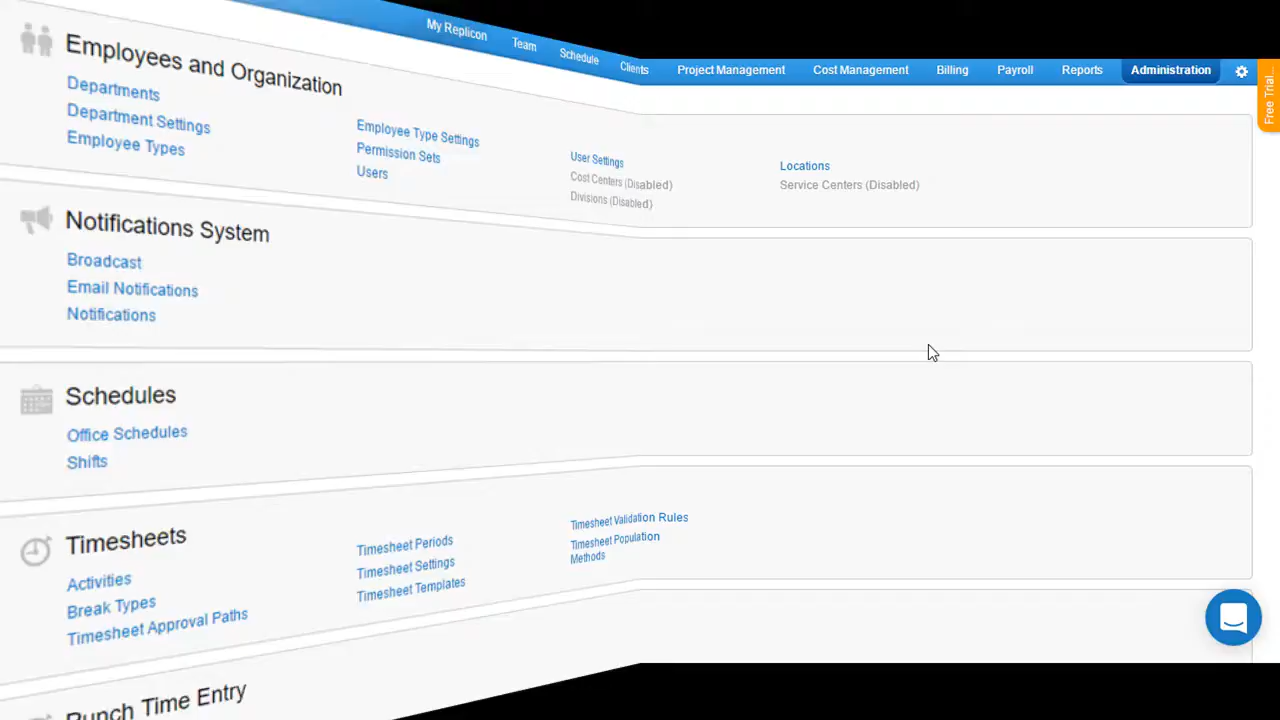 My Replicon
Team
Schedule
Clients
Project Management
Cost Management
Billing
Payroll
Reports
Administration
Free Trial...
Employees and Organization
Departments
Department Settings
Employee Types
Employee Type Settings
Permission Sets
Users
User Settings
Cost Centers (Disabled)
Divisions (Disabled)
Locations
Service Centers (Disabled)
Notifications System
Broadcast
Email Notifications
Notifications
Schedules
Office Schedules
Shifts
Timesheets
Activities
Break Types
Timesheet Approval Paths
Timesheet Periods
Timesheet Settings
Timesheet Templates
Timesheet Validation Rules
Timesheet Population
Methods
Punch Time Entry